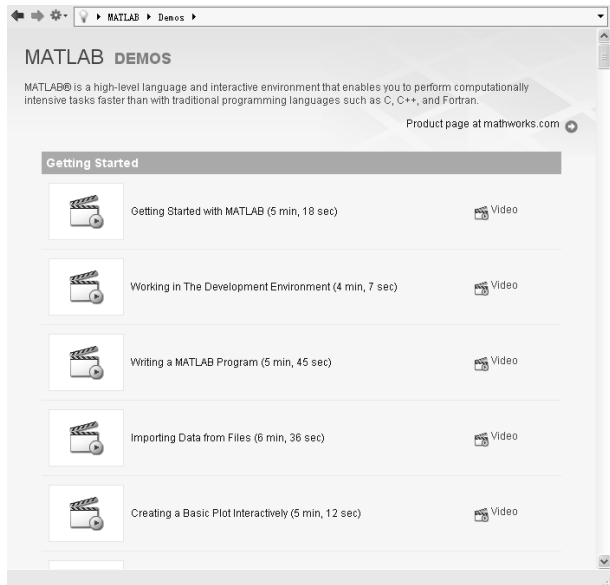 MATLAB ▸ Demos ▸
MATLAB DEMOS
MATLAB® is a high-level language and interactive environment that enables you to perform computationally
intensive tasks faster than with traditional programming languages such as C, C++, and Fortran.
Product page at mathworks.com
Getting Started
Getting Started with MATLAB (5 min, 18 sec) Video
Working in The Development Environment (4 min, 7 sec) Video
Writing a MATLAB Program (5 min, 45 sec) Video
Importing Data from Files (6 min, 36 sec) Video
Creating a Basic Plot Interactively (5 min, 12 sec) Video